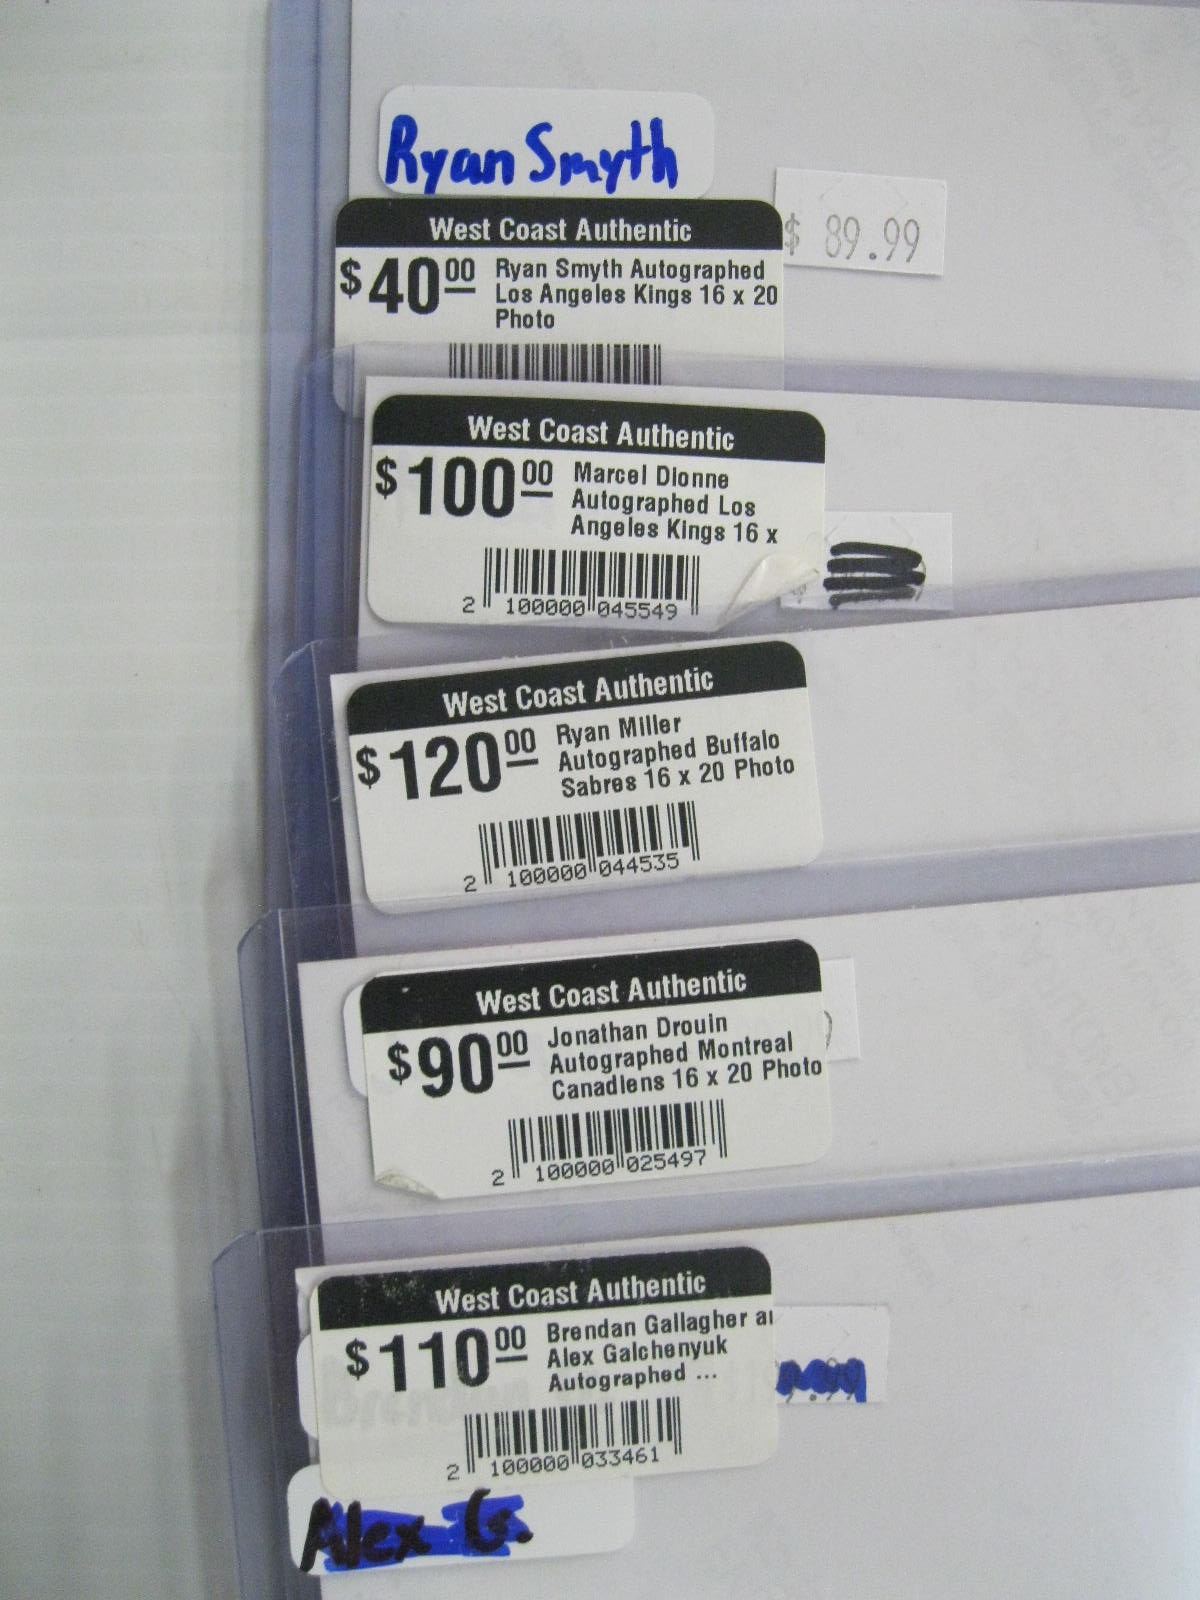 Ryan Smyth
$ 89.99
West Coast Authentic
$40.00 Ryan Smyth Autographed
Los Angeles Kings 16 x 20
Photo
West Coast Authentic
$100.00 Marcel Dionne
Autographed Los
Angeles Kings 16 x
2 100000 045549
West Coast Authentic
$120.00 Ryan Miller
Autographed Buffalo
Sabres 16 x 20 Photo
2 100000 044535
West Coast Authentic
$90.00 Jonathan Drouin
Autographed Montreal
Canadiens 16 x 20 Photo
2 100000 025497
West Coast Authentic
$110.00 Brendan Gallagher
Alex Galchenyuk
Autographed ...
2 100000 033461
Alex G.